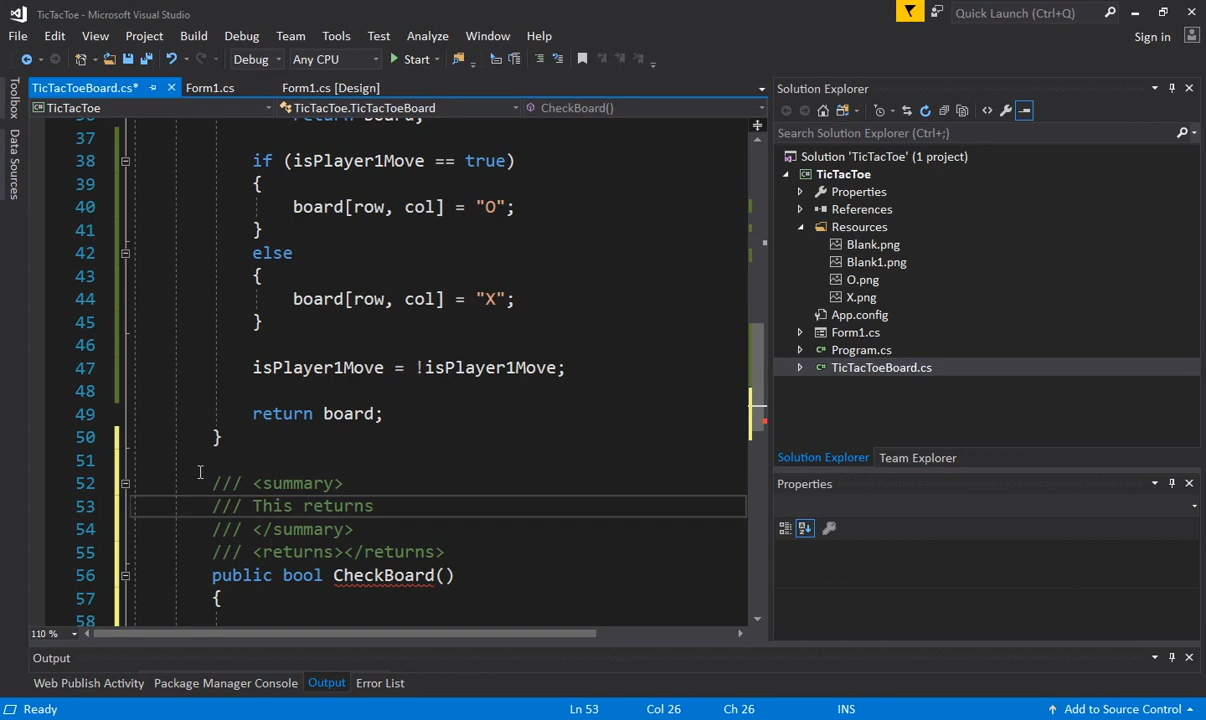 TicTacToe - Microsoft Visual Studio
Quick Launch (Ctrl+Q)
File Edit View Project Build Debug Team Tools Test Analyze Window Help
Sign in
Debug Any CPU Start
Toolbox
Data Sources
TicTacToeBoard.cs* Form1.cs Form1.cs [Design]
TicTacToe TicTacToe.TicTacToeBoard CheckBoard()
return board;
37
38 if (isPlayer1Move == true)
39 {
40 board[row, col] = "O";
41 }
42 else
43 {
44 board[row, col] = "X";
45 }
46
47 isPlayer1Move = !isPlayer1Move;
48
49 return board;
50 }
51
52 /// <summary>
53 /// This returns
54 /// </summary>
55 /// <returns></returns>
56 public bool CheckBoard()
57 {
58
110 %
Solution Explorer
Search Solution Explorer (Ctrl+;)
Solution 'TicTacToe' (1 project)
TicTacToe
Properties
References
Resources
Blank.png
Blank1.png
O.png
X.png
App.config
Form1.cs
Program.cs
TicTacToeBoard.cs
Solution Explorer Team Explorer
Properties
Output
Web Publish Activity Package Manager Console Output Error List
Ready Ln 53 Col 26 Ch 26 INS Add to Source Control